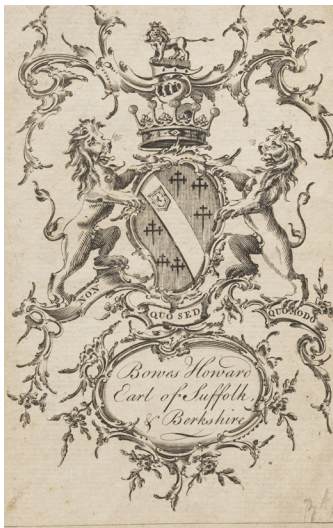 NON QUO SED QUOMODO
Bowes Howard
Earl of Suffolk,
& Berkshire